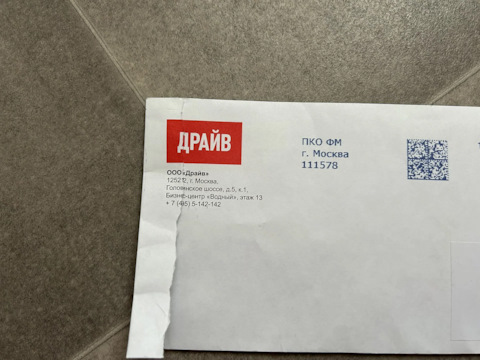 ДРАЙВ
ООО «Драйв»
125212, г. Москва,
Головинское шоссе, д.5, к.1,
Бизнес-центр «Водный», этаж 13
+ 7 (495) 5-142-142
ПКО ФМ
г. Москва
111578